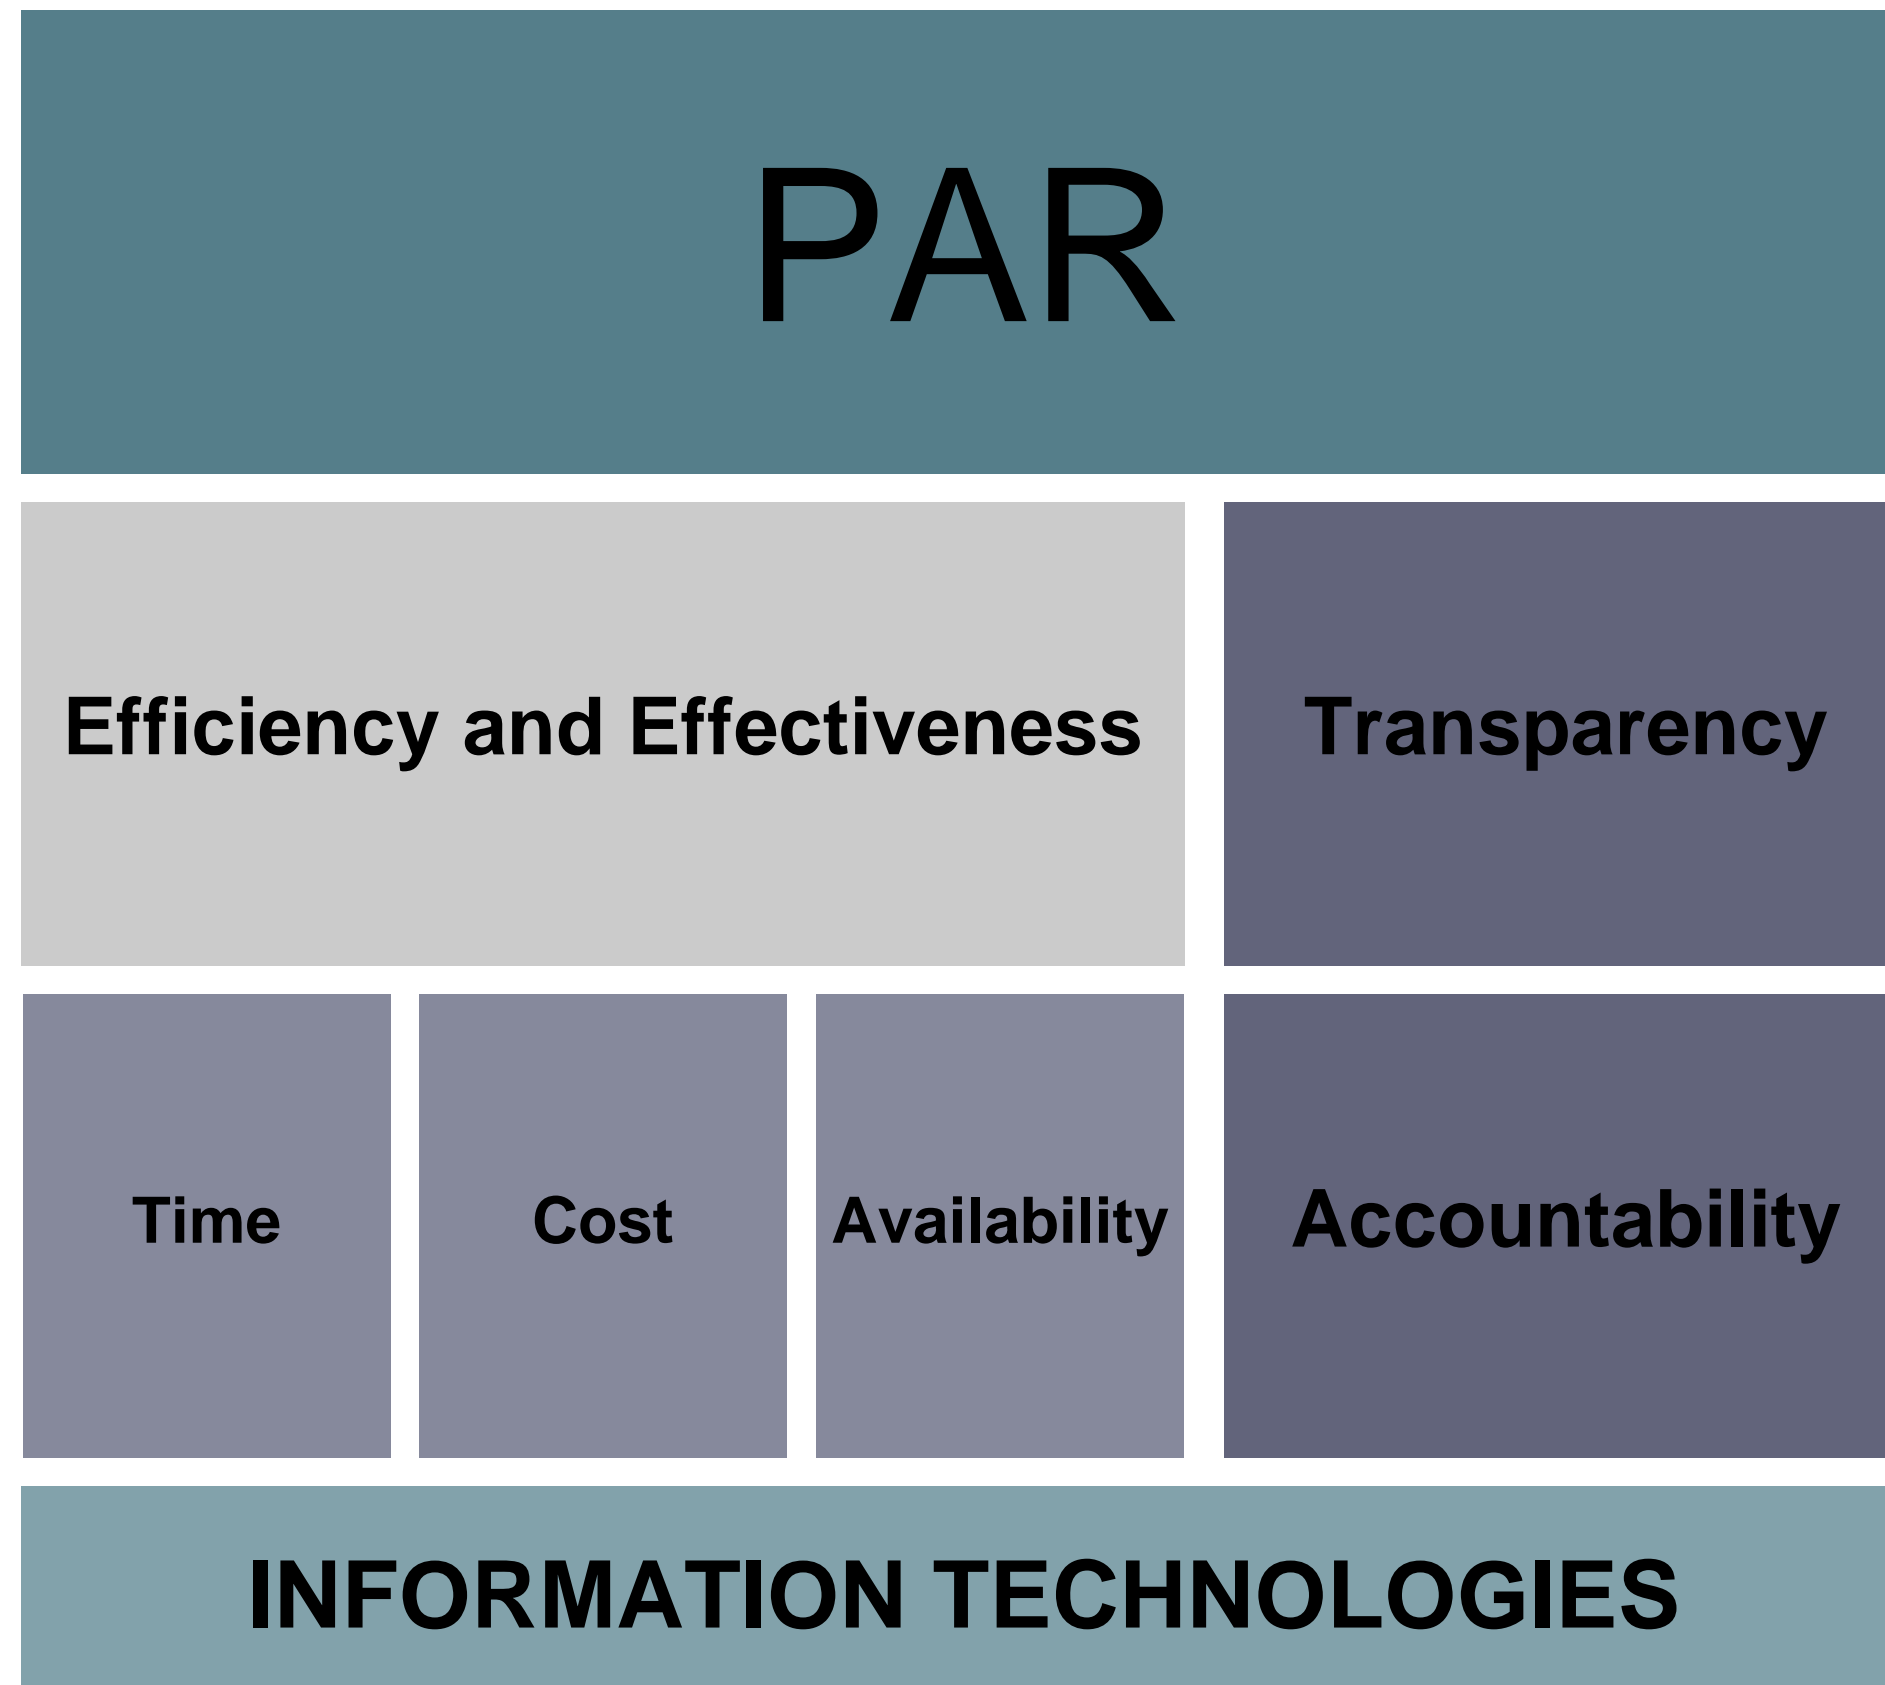 PAR
Efficiency and Effectiveness
Transparency
Time
Cost
Availability
Accountability
INFORMATION TECHNOLOGIES